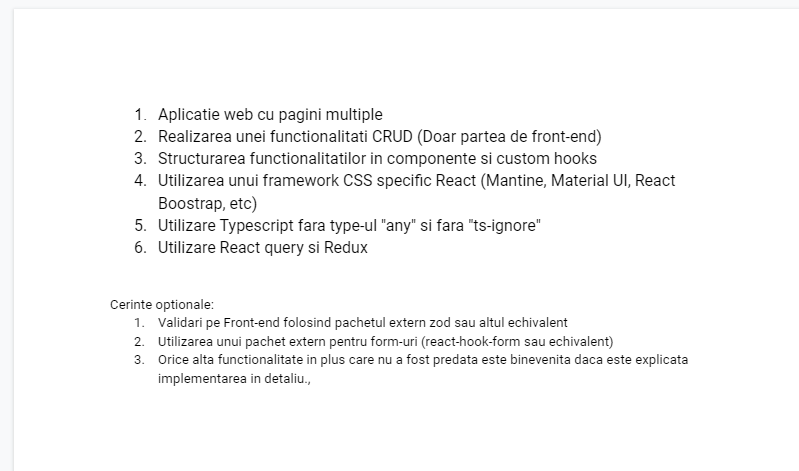 1. Aplicatie web cu pagini multiple
2. Realizarea unei functionalitati CRUD (Doar partea de front-end)
3. Structurarea functionalitatilor in componente si custom hooks
4. Utilizarea unui framework CSS specific React (Mantine, Material UI, React
Boostrap, etc)
5. Utilizare Typescript fara type-ul "any" si fara "ts-ignore"
6. Utilizare React query si Redux
Cerinte optionale:
1. Validari pe Front-end folosind pachetul extern zod sau altul echivalent
2. Utilizarea unui pachet extern pentru form-uri (react-hook-form sau echivalent)
3. Orice alta functionalitate in plus care nu a fost predata este binevenita daca este explicata
implementarea in detaliu.,